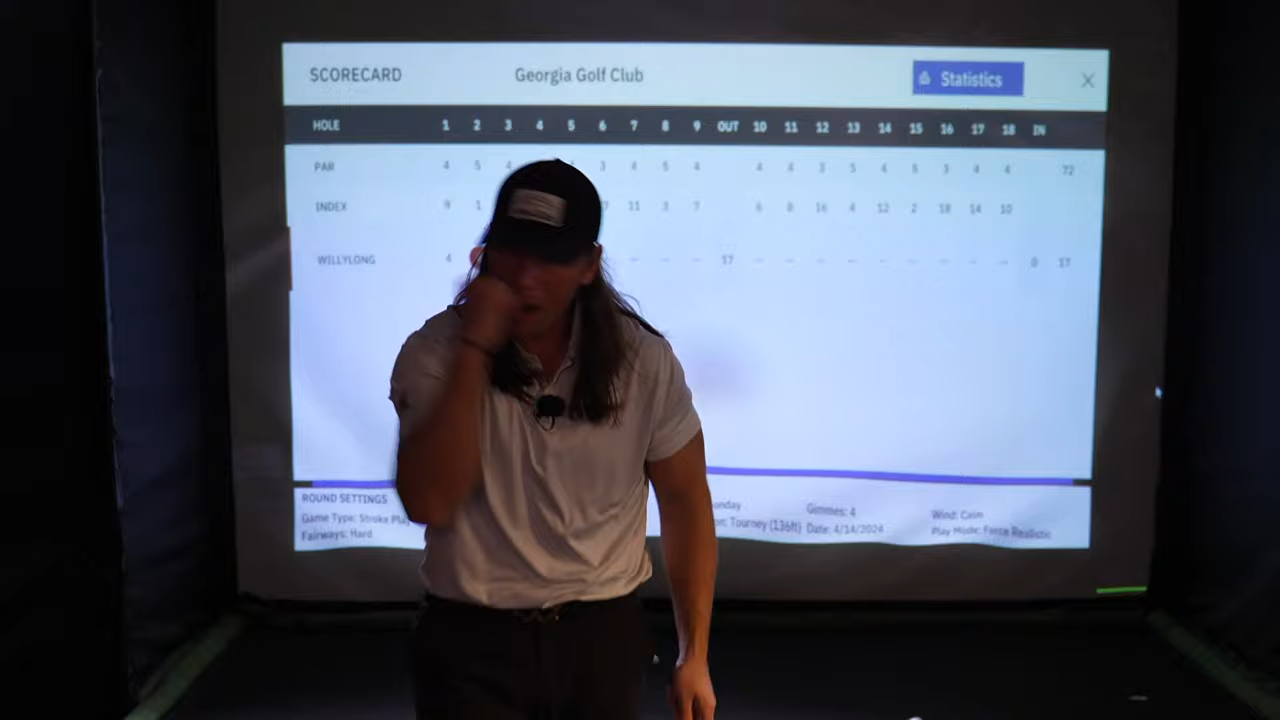 SCORECARD Georgia Golf Club Statistics
HOLE 1 2 3 4 5 6 7 8 9 OUT 10 11 12 13 14 15 16 17 18 IN
PAR 4 5 4 3 4 5 4 4 4 3 5 4 5 3 4 4 72
INDEX 9 1 7 11 3 7 6 8 16 4 12 2 18 14 10
WILLYLONG 4 – – – – 17 – – – – – – – – – 0 17
ROUND SETTINGS
Game Type: Stroke Play
Fairways: Hard
onday
on: Tourney (136ft)
Gimmes: 4
Date: 4/14/2024
Wind: Calm
Play Mode: Force Realistic